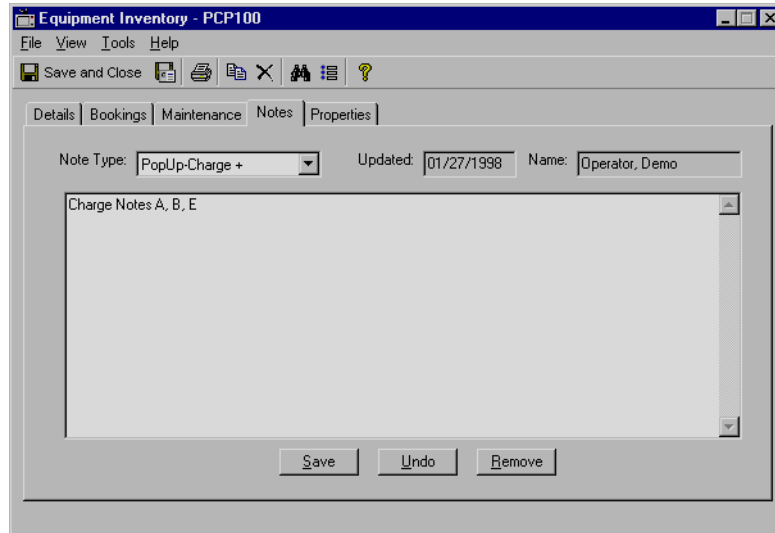 Equipment Inventory - PCP100
File View Tools Help
Save and Close
Details Bookings Maintenance Notes Properties
Note Type: PopUp-Charge + Updated: 01/27/1998 Name: Operator, Demo
Charge Notes A, B, E
Save Undo Remove